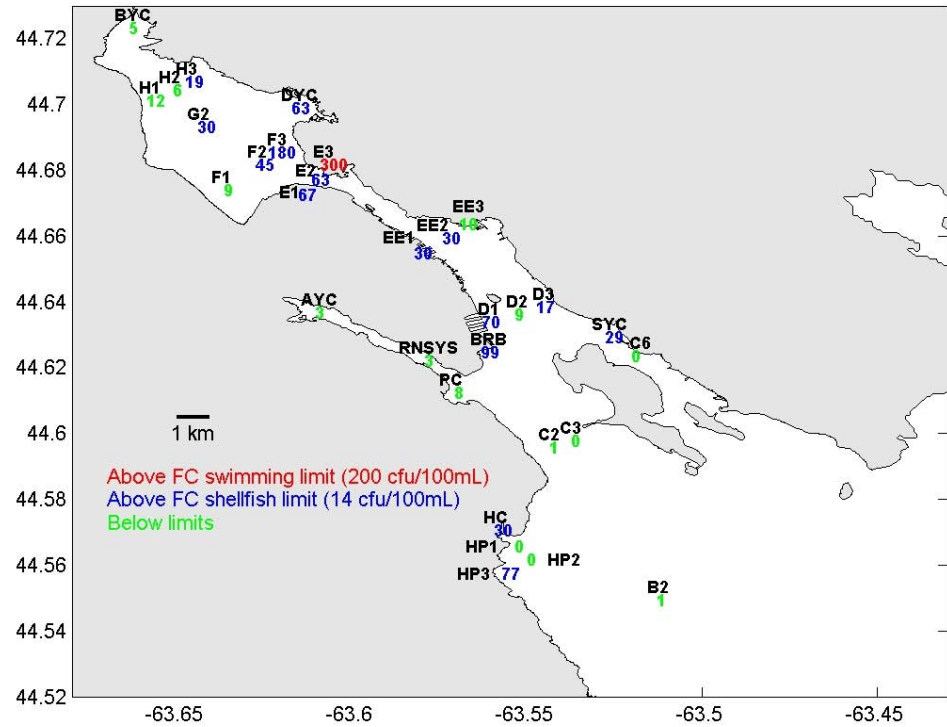 44.72
44.7
44.68
44.66
44.64
44.62
44.6
44.58
44.56
44.54
44.52
-63.65
-63.6
-63.55
-63.5
-63.45
BYC
5
H3
19
H2
6
H1
12
DYC
63
G2
30
F3
180
F2
45
E3
300
E2
63
F1
9
E1
67
EE3
10
EE2
30
EE1
30
AYC
3
D3
17
D2
9
D1
70
SYC
29
BRB
99
C6
0
RNSYS
3
PC
8
C3
0
C2
1
1 km
Above FC swimming limit (200 cfu/100mL)
Above FC shellfish limit (14 cfu/100mL)
Below limits
HC
30
HP1
0
HP2
0
HP3
77
B2
1